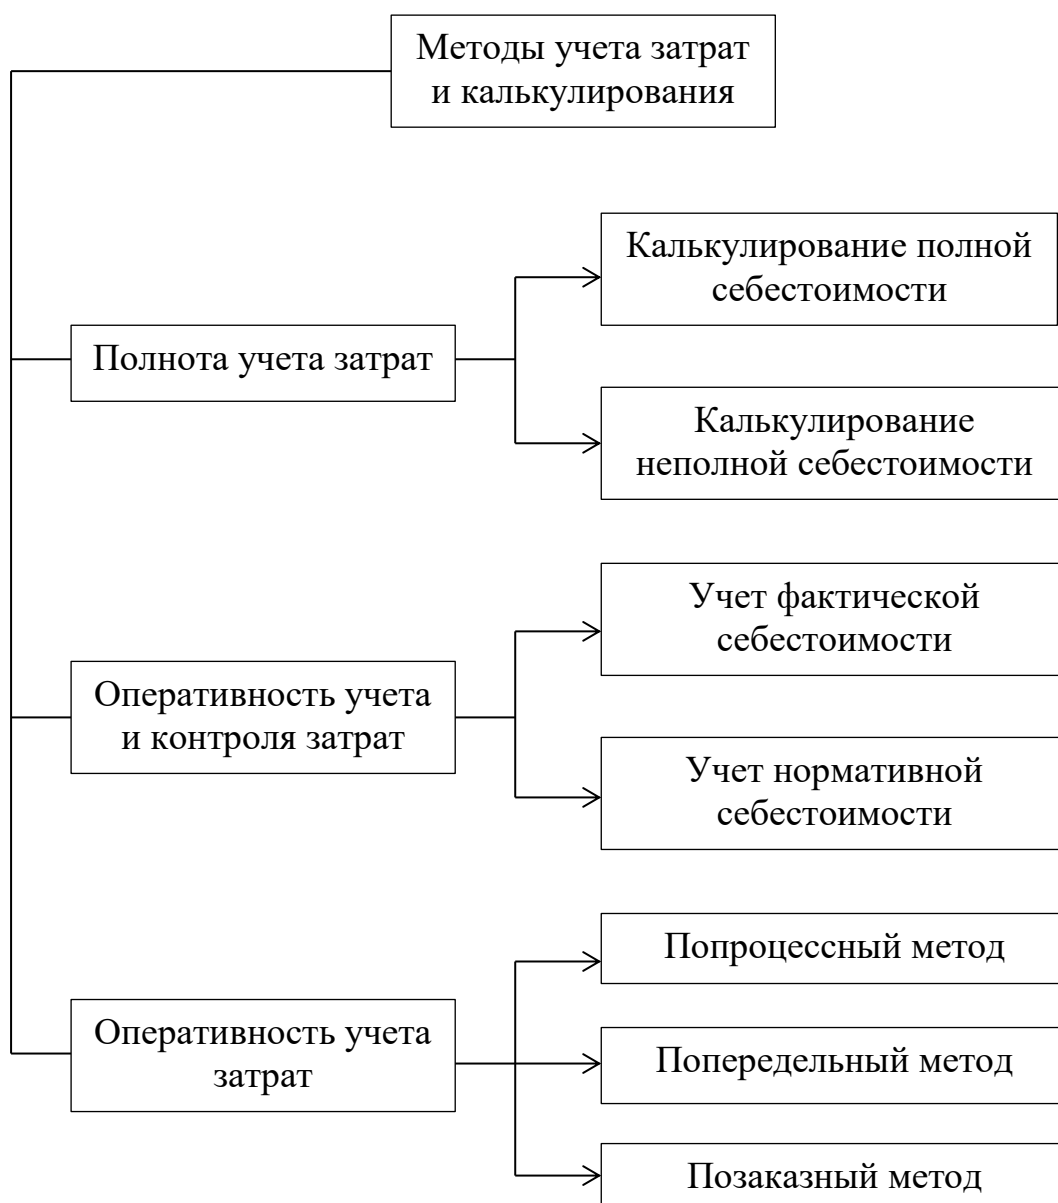 Методы учета затрат
и калькулирования
Калькулирование полной
себестоимости
Полнота учета затрат
Калькулирование
неполной себестоимости
Учет фактической
себестоимости
Оперативность учета
и контроля затрат
Учет нормативной
себестоимости
Попроцессный метод
Оперативность учета
затрат
Попередельный метод
Позаказный метод